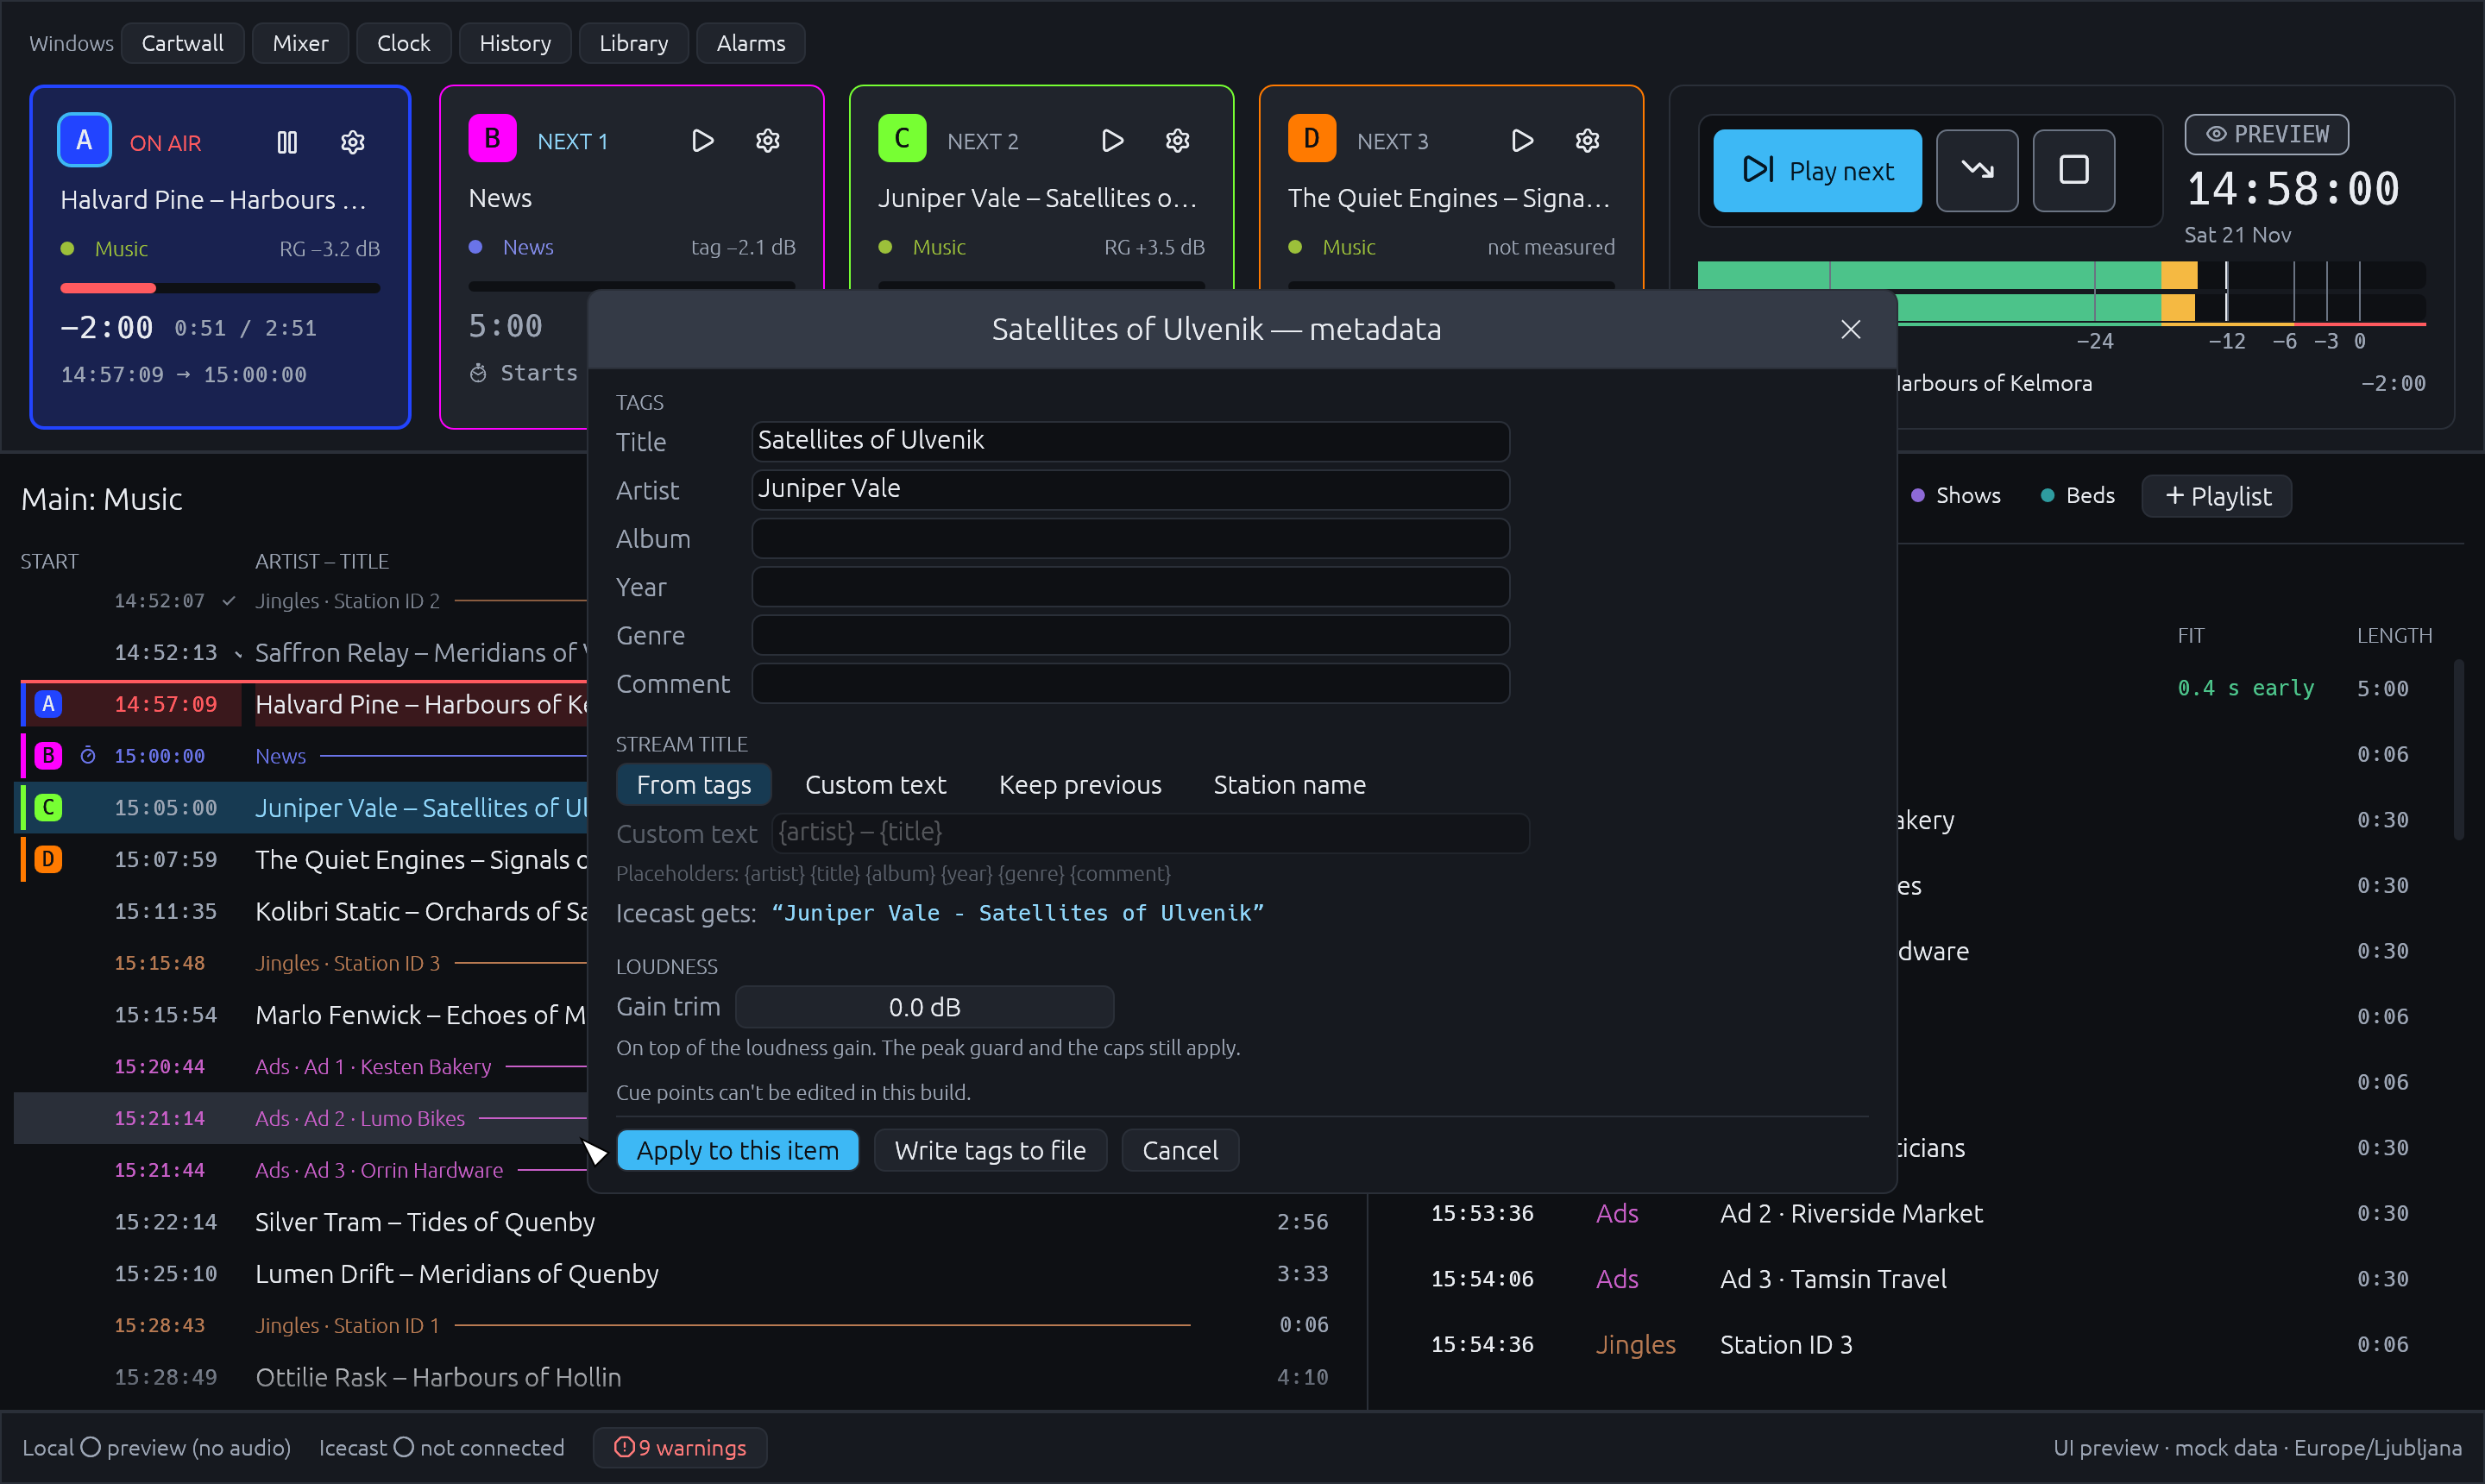 Windows Cartwall Mixer Clock History Library Alarms
A ON AIR
Halvard Pine – Harbours …
Music RG −3.2 dB
−2:00 0:51 / 2:51
14:57:09 → 15:00:00
B NEXT 1
News
News tag −2.1 dB
5:00
Starts
C NEXT 2
Juniper Vale – Satellites o…
Music RG +3.5 dB
D NEXT 3
The Quiet Engines – Signa…
Music not measured
Play next
PREVIEW
14:58:00
Sat 21 Nov
−24 −12 −6 −3 0
Harbours of Kelmora −2:00
Main: Music
START ARTIST – TITLE
14:52:07 Jingles · Station ID 2
14:52:13 Saffron Relay – Meridians of
A 14:57:09 Halvard Pine – Harbours of Ke
B 15:00:00 News
C 15:05:00 Juniper Vale – Satellites of Ul
D 15:07:59 The Quiet Engines – Signals o
15:11:35 Kolibri Static – Orchards of Sa
15:15:48 Jingles · Station ID 3
15:15:54 Marlo Fenwick – Echoes of M
15:20:44 Ads · Ad 1 · Kesten Bakery
15:21:14 Ads · Ad 2 · Lumo Bikes
15:21:44 Ads · Ad 3 · Orrin Hardware
15:22:14 Silver Tram – Tides of Quenby 2:56
15:25:10 Lumen Drift – Meridians of Quenby 3:33
15:28:43 Jingles · Station ID 1 0:06
15:28:49 Ottilie Rask – Harbours of Hollin 4:10
Satellites of Ulvenik — metadata
TAGS
Title Satellites of Ulvenik
Artist Juniper Vale
Album
Year
Genre
Comment
STREAM TITLE
From tags Custom text Keep previous Station name
Custom text {artist} – {title}
Placeholders: {artist} {title} {album} {year} {genre} {comment}
Icecast gets: “Juniper Vale - Satellites of Ulvenik”
LOUDNESS
Gain trim 0.0 dB
On top of the loudness gain. The peak guard and the caps still apply.
Cue points can't be edited in this build.
Apply to this item Write tags to file Cancel
Shows Beds + Playlist
FIT LENGTH
0.4 s early 5:00
0:06
akery 0:30
es 0:30
dware 0:30
0:06
0:06
ticians 0:30
15:53:36 Ads Ad 2 · Riverside Market 0:30
15:54:06 Ads Ad 3 · Tamsin Travel 0:30
15:54:36 Jingles Station ID 3 0:06
Local preview (no audio) Icecast not connected 9 warnings
UI preview · mock data · Europe/Ljubljana